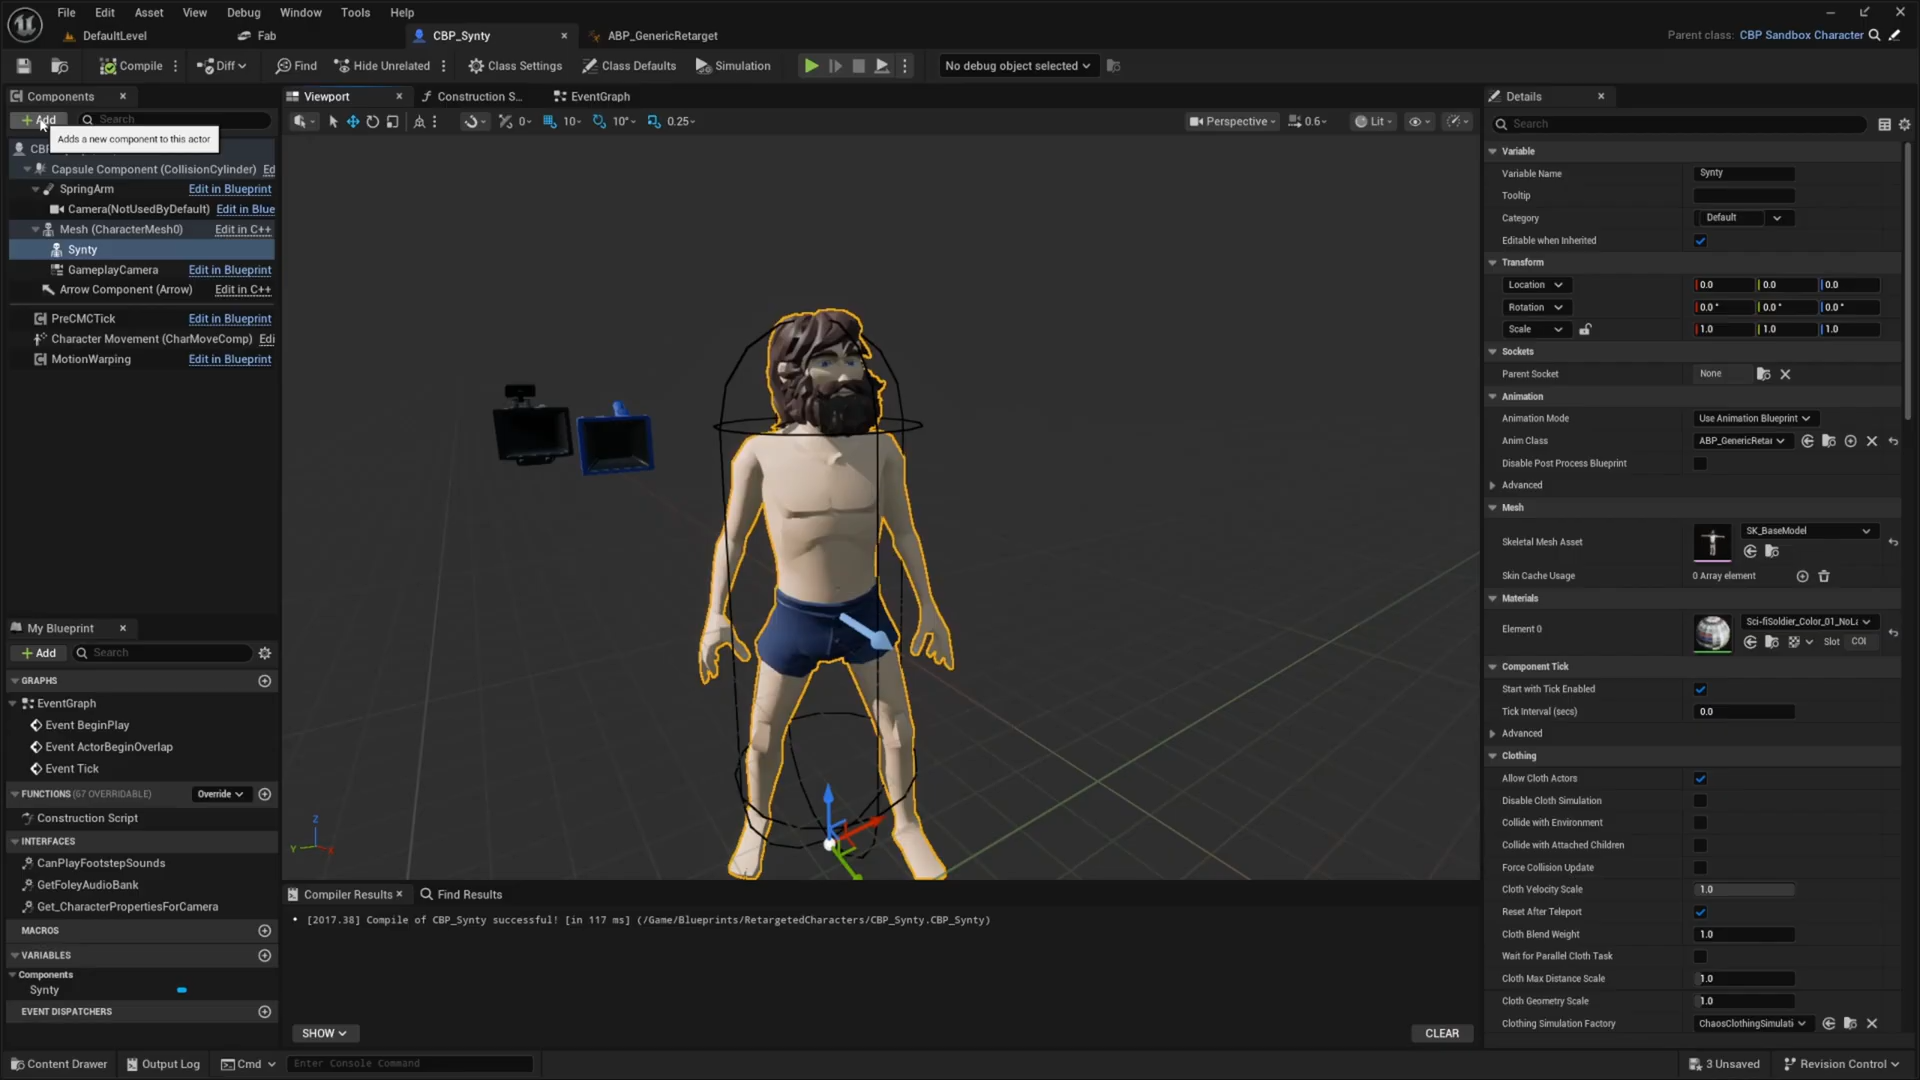 File Edit Asset View Debug Window Tools Help
DefaultLevel Fab CBP_Synty ABP_GenericRetarget
Parent class: CBP Sandbox Character
Compile Diff Find Hide Unrelated Class Settings Class Defaults Simulation No debug object selected
Components
Add Search
Adds a new component to this actor
CBP
Capsule Component (CollisionCylinder) Ed
SpringArm Edit in Blueprint
Camera(NotUsedByDefault) Edit in Blue
Mesh (CharacterMesh0) Edit in C++
Synty
GameplayCamera Edit in Blueprint
Arrow Component (Arrow) Edit in C++
PreCMCTick Edit in Blueprint
Character Movement (CharMoveComp) Edi
MotionWarping Edit in Blueprint
My Blueprint
Add Search
GRAPHS
EventGraph
Event BeginPlay
Event ActorBeginOverlap
Event Tick
FUNCTIONS (67 OVERRIDABLE) Override
Construction Script
INTERFACES
CanPlayFootstepSounds
GetFoleyAudioBank
Get_CharacterPropertiesForCamera
MACROS
VARIABLES
Components
Synty
EVENT DISPATCHERS
Viewport Construction S... EventGraph
0 10 10° 0.25 Perspective 0.6 Lit
Z
Y X
Compiler Results Find Results
[2017.38] Compile of CBP_Synty successful! [in 117 ms] (/Game/Blueprints/RetargetedCharacters/CBP_Synty.CBP_Synty)
SHOW CLEAR
Details
Search
Variable
Variable Name Synty
Tooltip
Category Default
Editable when Inherited
Transform
Location 0.0 0.0 0.0
Rotation 0.0° 0.0° 0.0°
Scale 1.0 1.0 1.0
Sockets
Parent Socket None
Animation
Animation Mode Use Animation Blueprint
Anim Class ABP_GenericRetar
Disable Post Process Blueprint
Advanced
Mesh
Skeletal Mesh Asset SK_BaseModel
Skin Cache Usage 0 Array element
Materials
Element 0 Sci-fiSoldier_Color_01_NoLa
Slot COl
Component Tick
Start with Tick Enabled
Tick Interval (secs) 0.0
Advanced
Clothing
Allow Cloth Actors
Disable Cloth Simulation
Collide with Environment
Collide with Attached Children
Force Collision Update
Cloth Velocity Scale 1.0
Reset After Teleport
Cloth Blend Weight 1.0
Wait for Parallel Cloth Task
Cloth Max Distance Scale 1.0
Cloth Geometry Scale 1.0
Clothing Simulation Factory ChaosClothingSimulati
Content Drawer Output Log Cmd Enter Console Command 3 Unsaved Revision Control